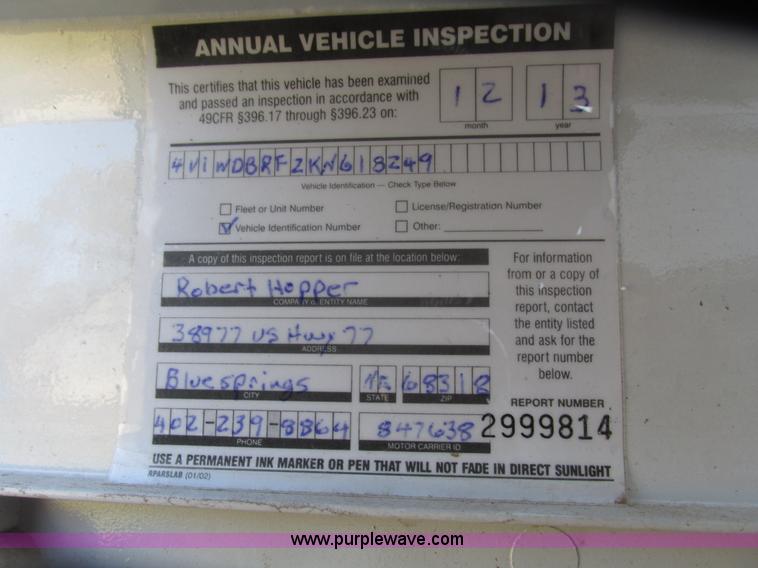 ANNUAL VEHICLE INSPECTION
This certifies that this vehicle has been examined
and passed an inspection in accordance with
49CFR §396.17 through §396.23 on:
1 2 1 3
month year
4V1WDBRF2KN618249
Vehicle Identification — Check Type Below
Fleet or Unit Number License/Registration Number
Vehicle Identification Number Other:
A copy of this inspection report is on file at the location below:
Robert Hopper
COMPANY or ENTITY NAME
38977 US Hwy 77
ADDRESS
Bluesprings Ne 68318
CITY STATE ZIP
402-239-8864 847638
PHONE MOTOR CARRIER ID
For information
from or a copy of
this inspection
report, contact
the entity listed
and ask for the
report number
below.
REPORT NUMBER
2999814
USE A PERMANENT INK MARKER OR PEN THAT WILL NOT FADE IN DIRECT SUNLIGHT
RPARSLAB (01/02)
www.purplewave.com